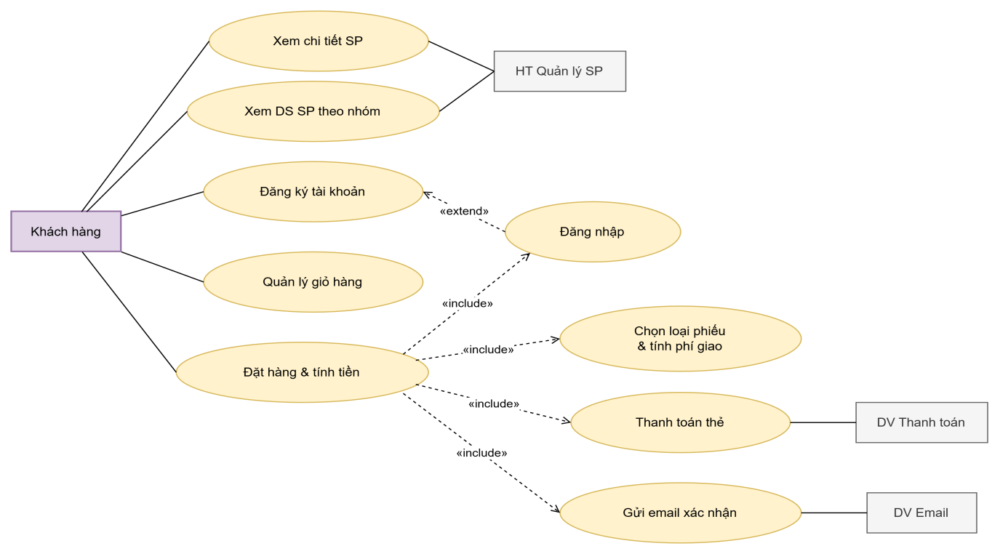 Xem chi tiết SP
HT Quản lý SP
Xem DS SP theo nhóm
Đăng ký tài khoản
«extend»
Khách hàng
Đăng nhập
Quản lý giỏ hàng
«include»
Chọn loại phiếu
& tính phí giao
«include»
Đặt hàng & tính tiền
«include»
Thanh toán thẻ
DV Thanh toán
«include»
Gửi email xác nhận
DV Email